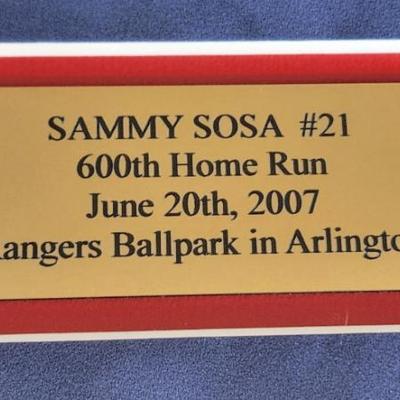 SAMMY SOSA #21
600th Home Run
June 20th, 2007
angers Ballpark in Arlingto